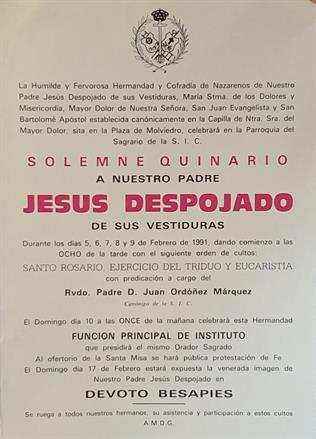 La Humilde y Fervorosa Hermandad y Cofradía de Nazarenos de Nuestro
Padre Jesús Despojado de sus Vestiduras, María Stma. de los Dolores y
Misericordia, Mayor Dolor de Nuestra Señora, San Juan Evangelista y San
Bartolomé Apóstol establecida canónicamente en la Capilla de Ntra. Sra. del
Mayor Dolor, sita en la Plaza de Molviedro, celebrará en la Parroquia del
Sagrario de la S. I. C.
SOLEMNE QUINARIO
A NUESTRO PADRE
JESUS DESPOJADO
DE SUS VESTIDURAS
Durante los días 5, 6, 7, 8 y 9 de Febrero de 1991, dando comienzo a las
OCHO de la tarde con el siguiente orden de cultos:
SANTO ROSARIO, EJERCICIO DEL TRIDUO Y EUCARISTIA
con predicación a cargo del
Rvdo. Padre D. Juan Ordóñez Márquez
Canónigo de la S. I. C.
El Domingo día 10 a las ONCE de la mañana celebrará esta Hermandad
FUNCION PRINCIPAL DE INSTITUTO
que presidirá el mismo Orador Sagrado
Al ofertorio de la Santa Misa se hará pública protestación de Fe
El Domingo día 17 de Febrero estará expuesta la venerada imagen de
Nuestro Padre Jesús Despojado en
DEVOTO BESAPIES
Se ruega a todos nuestros hermanos, su asistencia y participación a estos cultos
A.M.D.G.